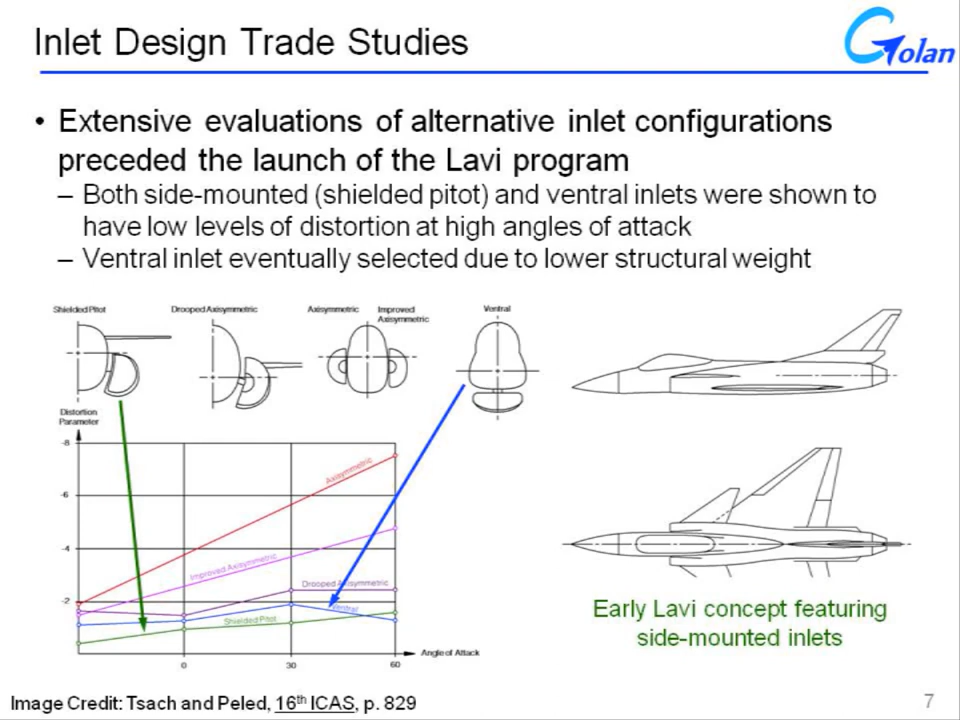 Inlet Design Trade Studies
Golan
• Extensive evaluations of alternative inlet configurations
preceded the launch of the Lavi program
– Both side-mounted (shielded pitot) and ventral inlets were shown to
have low levels of distortion at high angles of attack
– Ventral inlet eventually selected due to lower structural weight
Shielded Pitot
Drooped Axisymmetric
Axisymmetric
Improved
Axisymmetric
Ventral
Distortion
Parameter
-8
-6
-4
-2
Axisymmetric
Improved Axisymmetric
Drooped Axisymmetric
Ventral
Shielded Pitot
0
30
60
Angle of Attack
Early Lavi concept featuring
side-mounted inlets
Image Credit: Tsach and Peled, 16th ICAS, p. 829
7